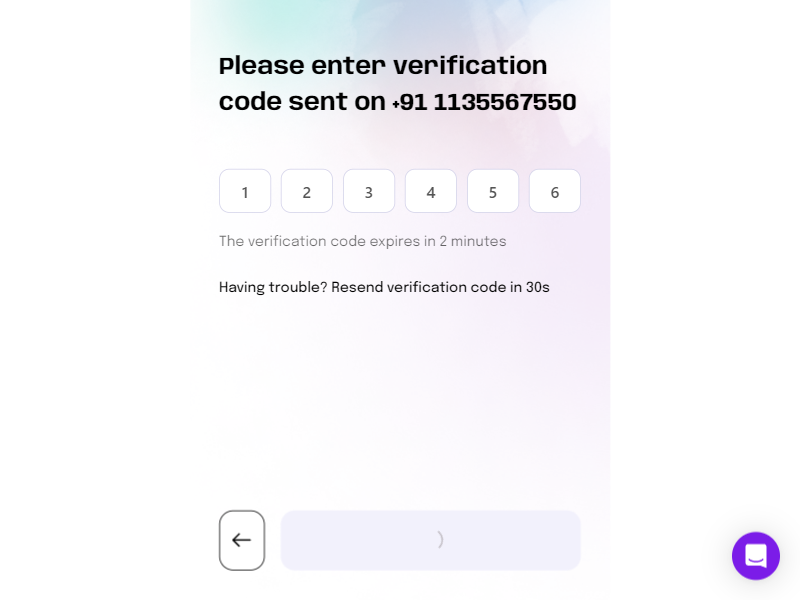 Please enter verification
code sent on +91 1135567550
1 2 3 4 5 6
The verification code expires in 2 minutes
Having trouble? Resend verification code in 30s